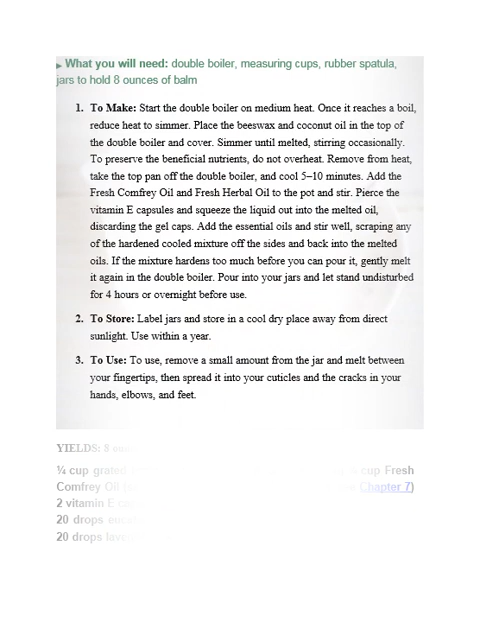 ▶ What you will need: double boiler, measuring cups, rubber spatula,
jars to hold 8 ounces of balm
1. To Make: Start the double boiler on medium heat. Once it reaches a boil,
reduce heat to simmer. Place the beeswax and coconut oil in the top of
the double boiler and cover. Simmer until melted, stirring occasionally.
To preserve the beneficial nutrients, do not overheat. Remove from heat,
take the top pan off the double boiler, and cool 5–10 minutes. Add the
Fresh Comfrey Oil and Fresh Herbal Oil to the pot and stir. Pierce the
vitamin E capsules and squeeze the liquid out into the melted oil,
discarding the gel caps. Add the essential oils and stir well, scraping any
of the hardened cooled mixture off the sides and back into the melted
oils. If the mixture hardens too much before you can pour it, gently melt
it again in the double boiler. Pour into your jars and let stand undisturbed
for 4 hours or overnight before use.
2. To Store: Label jars and store in a cool dry place away from direct
sunlight. Use within a year.
3. To Use: To use, remove a small amount from the jar and melt between
your fingertips, then spread it into your cuticles and the cracks in your
hands, elbows, and feet.
YIELDS: 8
¼ cup grated cup Fresh
Comfrey Oil Chapter 7)
2 vitamin E
20 drops
20 drops